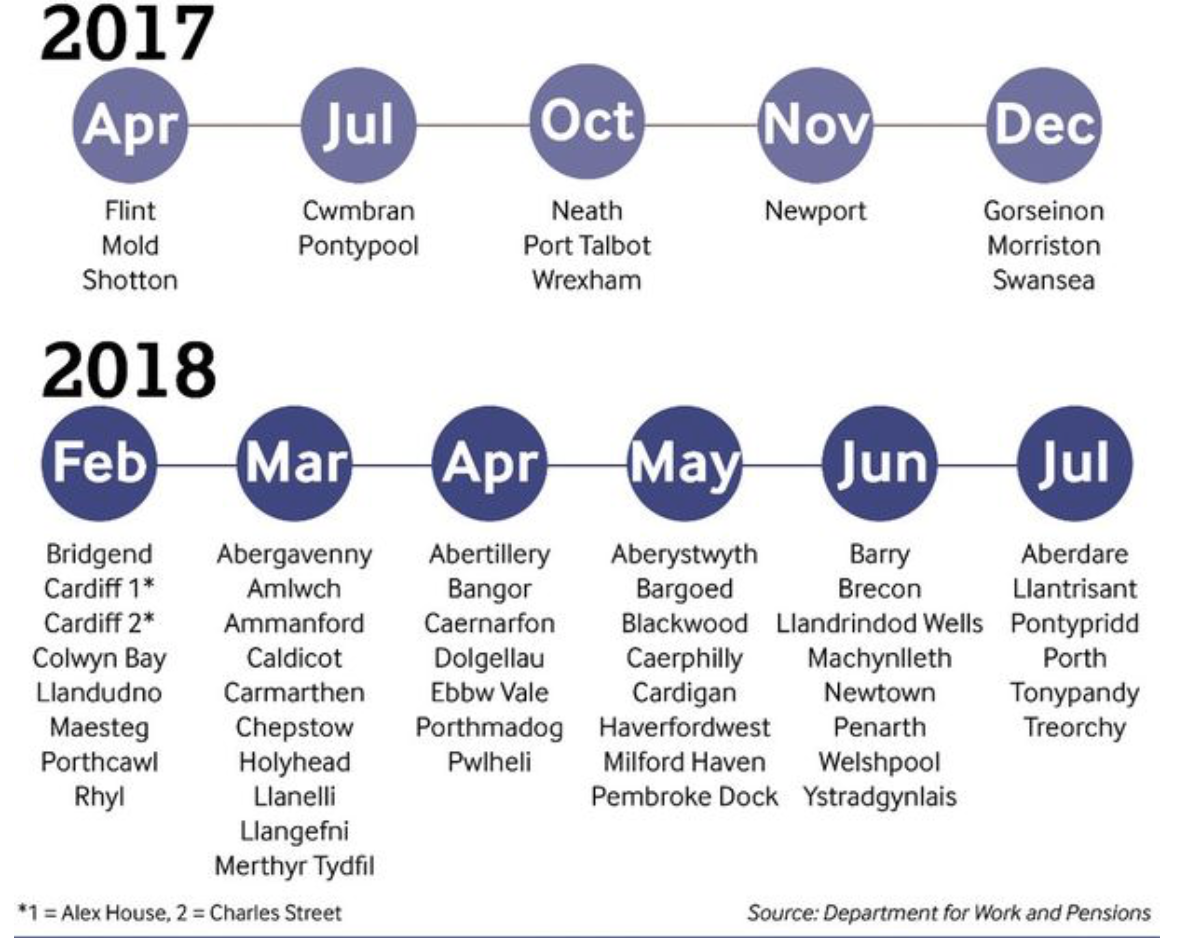 2017
Apr
Jul
Oct
Nov
Dec
Flint
Mold
Shotton
Cwmbran
Pontypool
Neath
Port Talbot
Wrexham
Newport
Gorseinon
Morriston
Swansea
2018
Feb
Mar
Apr
May
Jun
Jul
Bridgend
Cardiff 1*
Cardiff 2*
Colwyn Bay
Llandudno
Maesteg
Porthcawl
Rhyl
Abergavenny
Amlwch
Ammanford
Caldicot
Carmarthen
Chepstow
Holyhead
Llanelli
Llangefni
Merthyr Tydfil
Abertillery
Bangor
Caernarfon
Dolgellau
Ebbw Vale
Porthmadog
Pwlheli
Aberystwyth
Bargoed
Blackwood
Caerphilly
Cardigan
Haverfordwest
Milford Haven
Pembroke Dock
Barry
Brecon
Llandrindod Wells
Machynlleth
Newtown
Penarth
Welshpool
Ystradgynlais
Aberdare
Llantrisant
Pontypridd
Porth
Tonypandy
Treorchy
*1 = Alex House, 2 = Charles Street
Source: Department for Work and Pensions